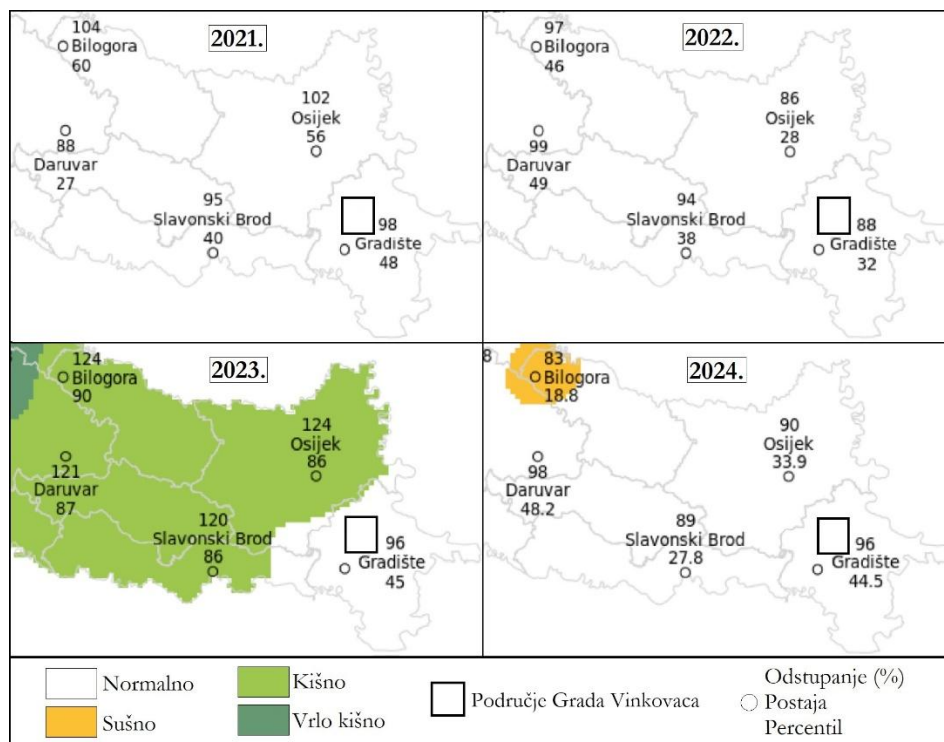 2021.
104
Bilogora
60
102
Osijek
56
88
Daruvar
27
95
Slavonski Brod
40
98
Gradište
48
2022.
97
Bilogora
46
86
Osijek
28
99
Daruvar
49
94
Slavonski Brod
38
88
Gradište
32
2023.
124
Bilogora
90
124
Osijek
86
121
Daruvar
87
120
Slavonski Brod
86
96
Gradište
45
2024.
8
83
Bilogora
18.8
90
Osijek
33.9
98
Daruvar
48.2
89
Slavonski Brod
27.8
96
Gradište
44.5
Normalno
Sušno
Kišno
Vrlo kišno
Područje Grada Vinkovaca
Odstupanje (%)
Postaja
Percentil